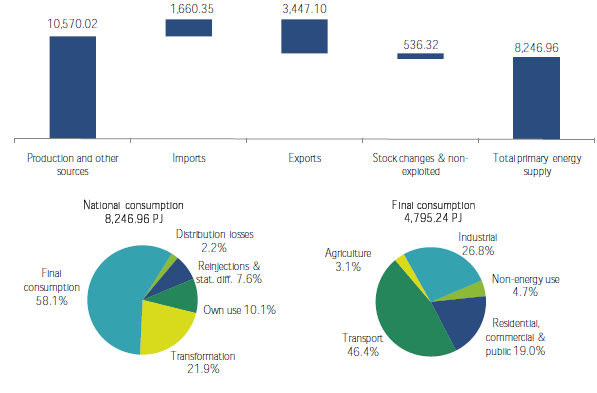 10,570.02
1,660.35
3,447.10
536.32
8,246.96
Production and other
sources
Imports
Exports
Stock changes & non-
exploited
Total primary energy
supply
National consumption
8,246.96 PJ
Distribution losses
2.2%
Reinjections &
stat. diff. 7.6%
Own use 10.1%
Transformation
21.9%
Final
consumption
58.1%
Final consumption
4,795.24 PJ
Industrial
26.8%
Non-energy use
4.7%
Residential,
commercial &
public 19.0%
Transport
46.4%
Agriculture
3.1%